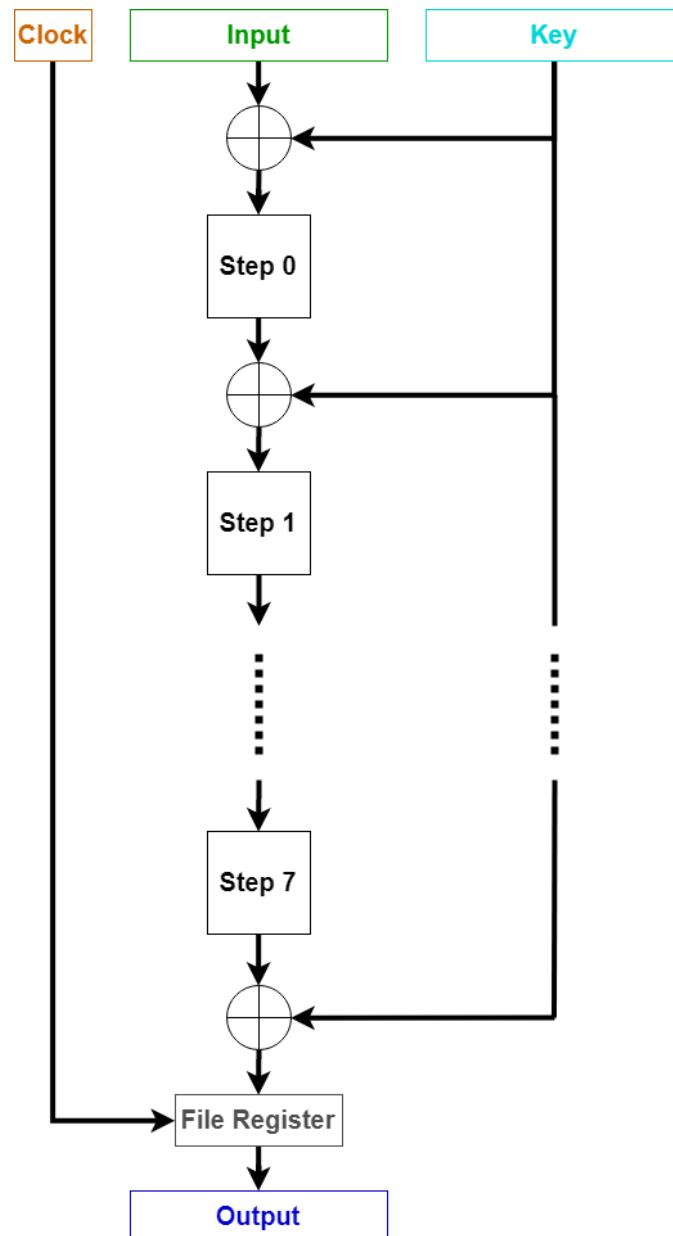 Clock
Input
Key
Step 0
Step 1
Step 7
File Register
Output